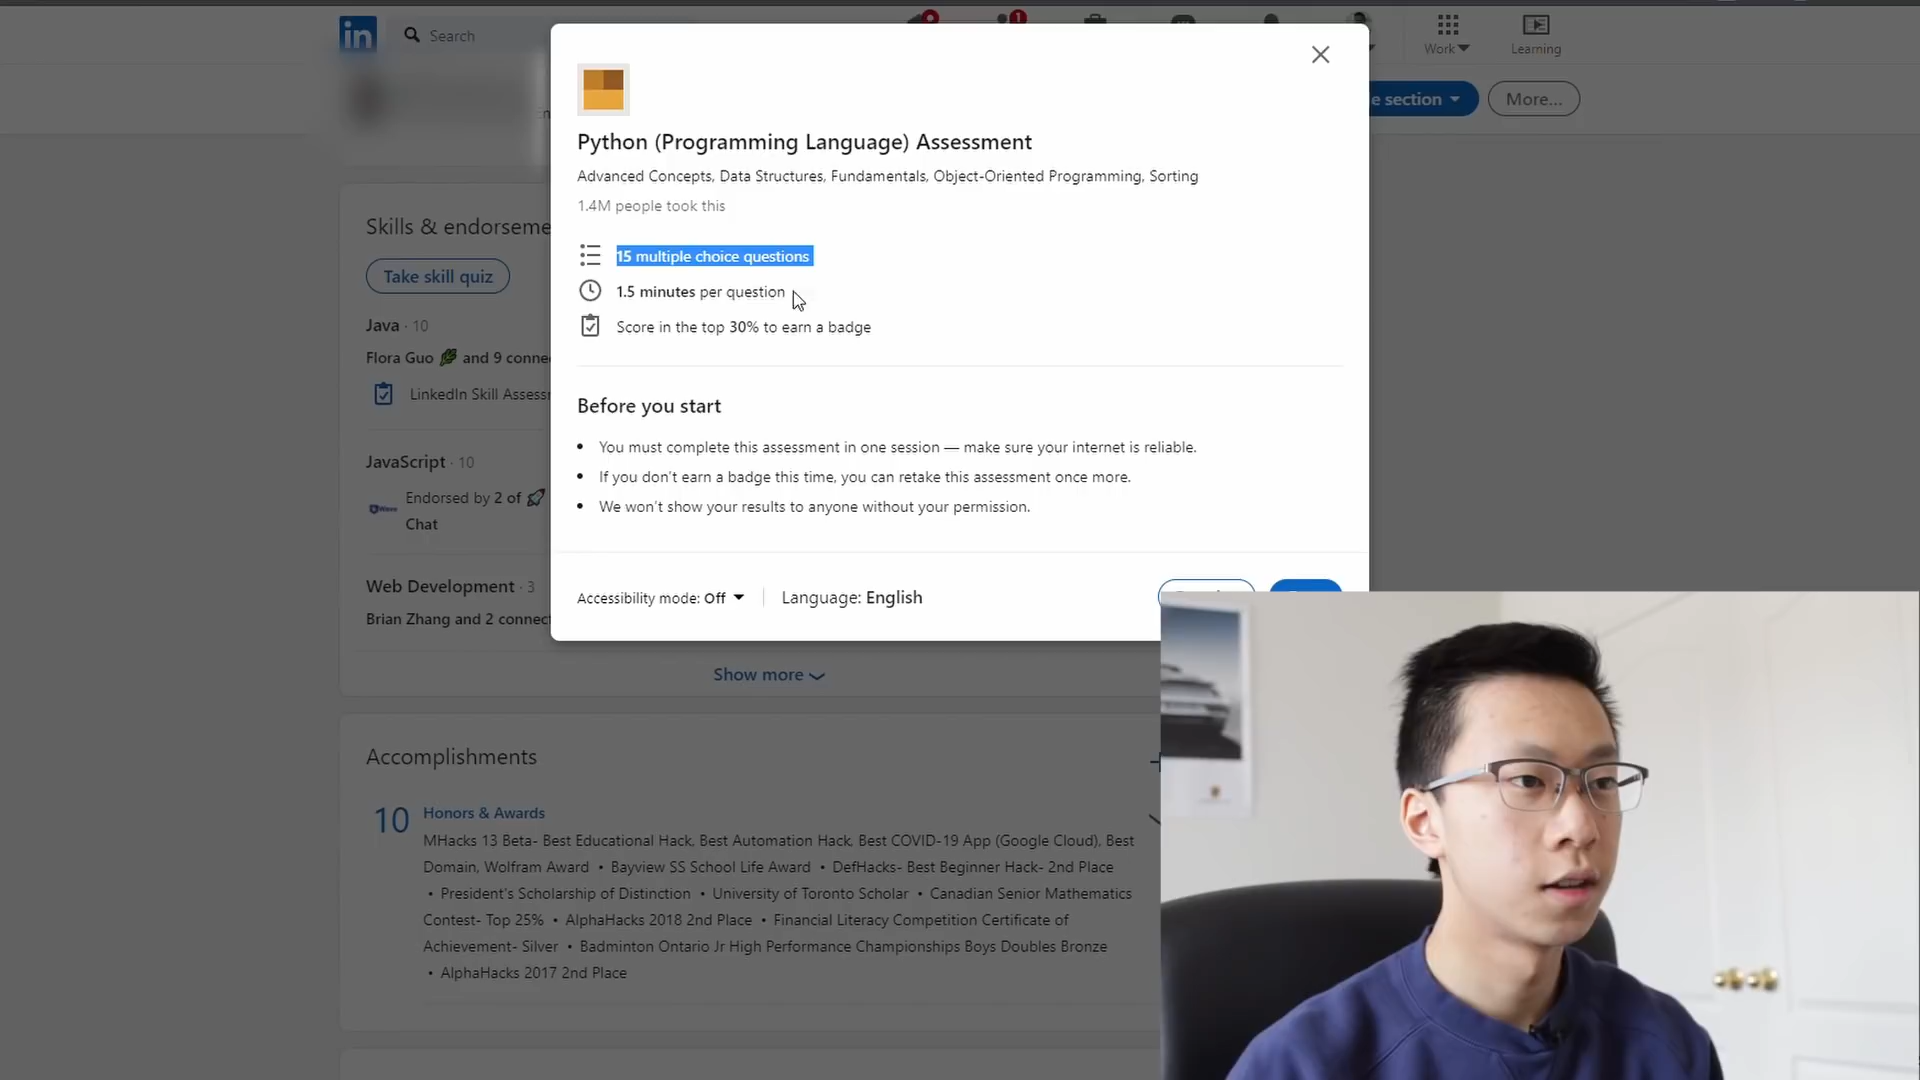 in
Search
1
Work
Learning
e section
More...
Python (Programming Language) Assessment
Advanced Concepts, Data Structures, Fundamentals, Object-Oriented Programming, Sorting
1.4M people took this
15 multiple choice questions
1.5 minutes per question
Score in the top 30% to earn a badge
Before you start
• You must complete this assessment in one session — make sure your internet is reliable.
• If you don't earn a badge this time, you can retake this assessment once more.
• We won't show your results to anyone without your permission.
Accessibility mode: Off
Language: English
Skills & endorseme
Take skill quiz
Java · 10
Flora Guo 🌿 and 9 conne
LinkedIn Skill Assess
JavaScript · 10
Endorsed by 2 of 🚀
Chat
Web Development · 3
Brian Zhang and 2 connect
Show more
Accomplishments
10
Honors & Awards
MHacks 13 Beta- Best Educational Hack, Best Automation Hack, Best COVID-19 App (Google Cloud), Best
Domain, Wolfram Award • Bayview SS School Life Award • DefHacks- Best Beginner Hack- 2nd Place
• President's Scholarship of Distinction • University of Toronto Scholar • Canadian Senior Mathematics
Contest- Top 25% • AlphaHacks 2018 2nd Place • Financial Literacy Competition Certificate of
Achievement- Silver • Badminton Ontario Jr High Performance Championships Boys Doubles Bronze
• AlphaHacks 2017 2nd Place